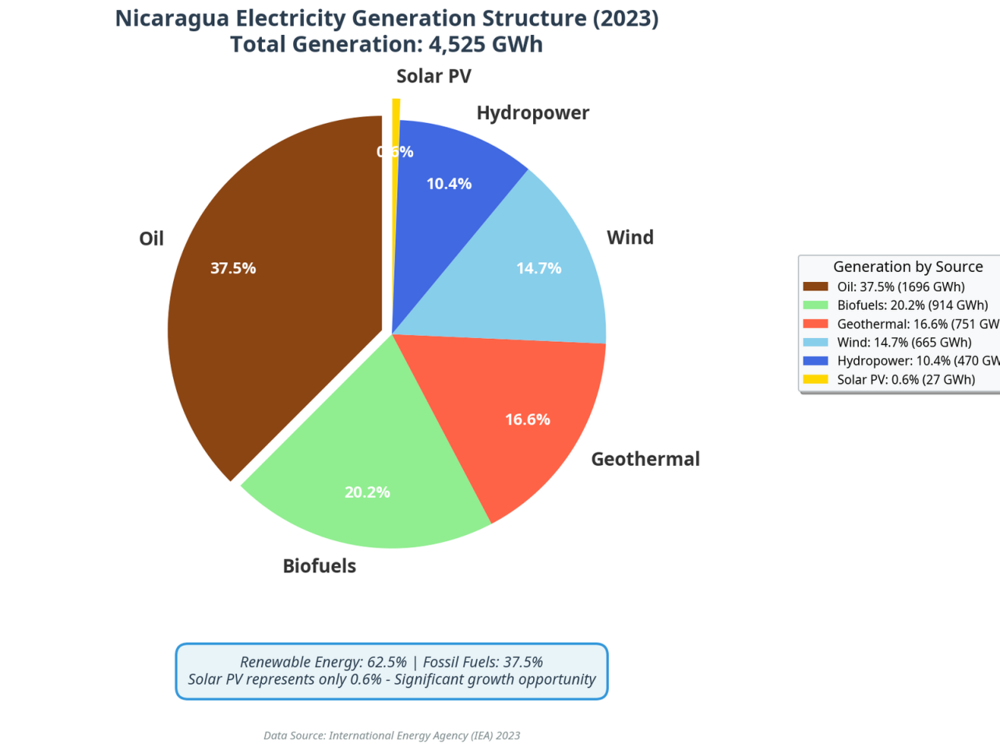 Nicaragua Electricity Generation Structure (2023)
Total Generation: 4,525 GWh
Solar PV
Hydropower
0.6%
10.4%
Wind
Oil
14.7%
37.5%
Generation by Source
Oil: 37.5% (1696 GWh)
Biofuels: 20.2% (914 GWh)
Geothermal: 16.6% (751 GW
Wind: 14.7% (665 GWh)
Hydropower: 10.4% (470 GW
Solar PV: 0.6% (27 GWh)
16.6%
Geothermal
20.2%
Biofuels
Renewable Energy: 62.5% | Fossil Fuels: 37.5%
Solar PV represents only 0.6% - Significant growth opportunity
Data Source: International Energy Agency (IEA) 2023